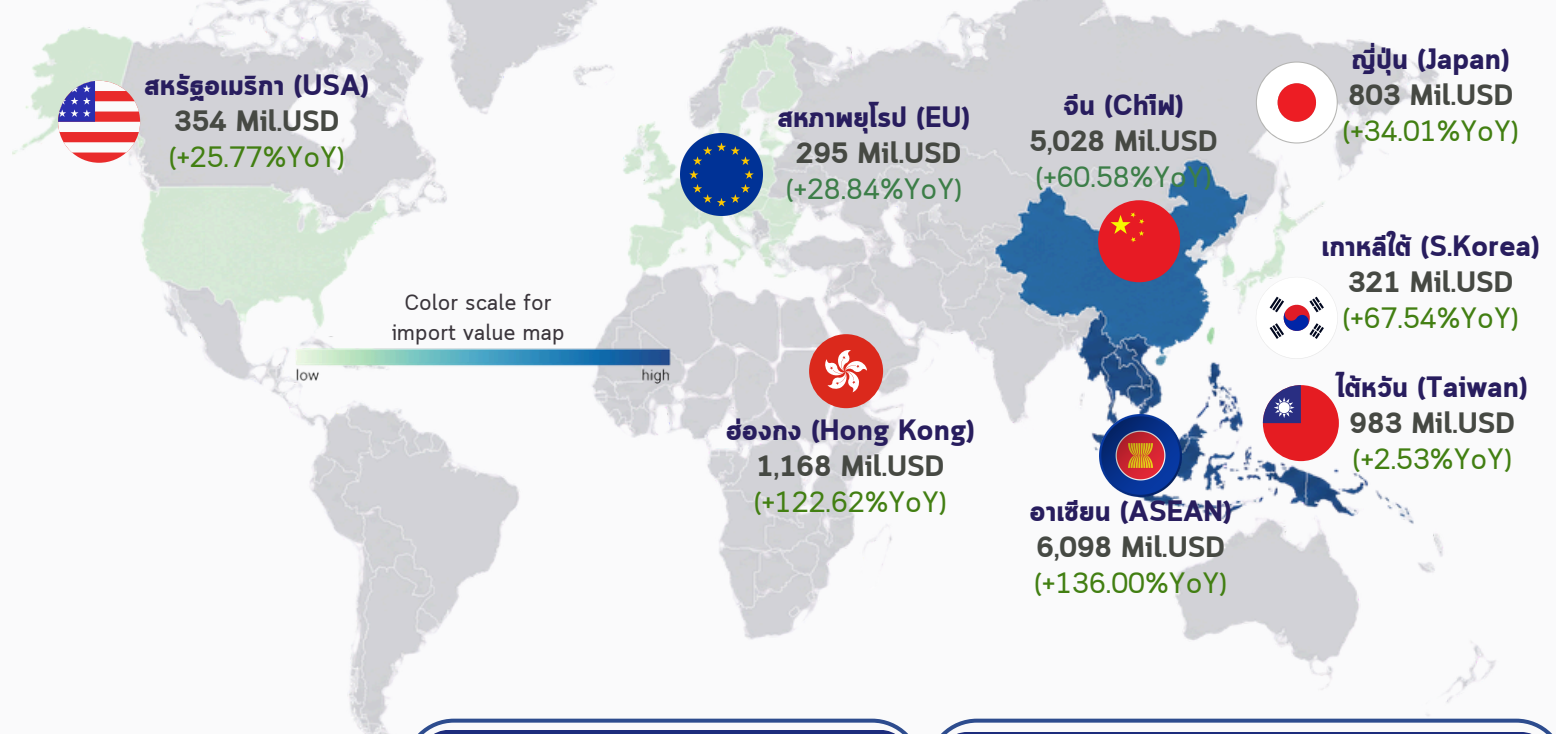 สหรัฐอเมริกา (USA)
354 Mil.USD
(+25.77%YoY)
สหภาพยุโรป (EU)
295 Mil.USD
(+28.84%YoY)
จีน (Chiฟ)
5,028 Mil.USD
(+60.58%YoY)
ญี่ปุ่น (Japan)
803 Mil.USD
(+34.01%YoY)
เกาหลีใต้ (S.Korea)
321 Mil.USD
(+67.54%YoY)
Color scale for
import value map
low
high
ฮ่องกง (Hong Kong)
1,168 Mil.USD
(+122.62%YoY)
ไต้หวัน (Taiwan)
983 Mil.USD
(+2.53%YoY)
อาเซียน (ASEAN)
6,098 Mil.USD
(+136.00%YoY)